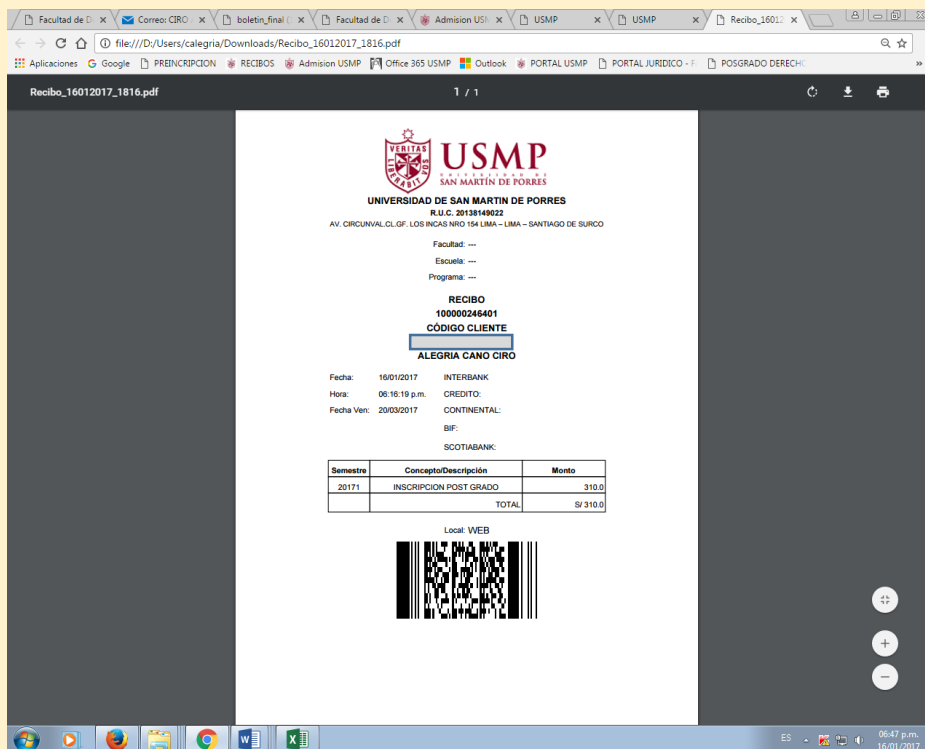 Facultad de D
Correo: CIRO
boletin_final (
Facultad de D
Admision USM
USMP
USMP
Recibo_16012
file:///D:/Users/calegria/Downloads/Recibo_16012017_1816.pdf
Aplicaciones Google PREINCRIPCION RECIBOS Admision USMP Office 365 USMP Outlook PORTAL USMP PORTAL JURIDICO - F POSGRADO DERECHO »
Recibo_16012017_1816.pdf 1 / 1
VERITAS LIBERABIT VOS
USMP
UNIVERSIDAD DE
SAN MARTÍN DE PORRES
UNIVERSIDAD DE SAN MARTIN DE PORRES
R.U.C. 20138149022
AV. CIRCUNVAL.CL.GF. LOS INCAS NRO 154 LIMA – LIMA – SANTIAGO DE SURCO
Facultad: ---
Escuela: ---
Programa: ---
RECIBO
100000246401
CÓDIGO CLIENTE
ALEGRIA CANO CIRO
Fecha: 16/01/2017 INTERBANK
Hora: 06:16:19 p.m. CREDITO:
Fecha Ven: 20/03/2017 CONTINENTAL:
BIF:
SCOTIABANK:
Semestre Concepto/Descripción Monto
20171 INSCRIPCION POST GRADO 310.0
TOTAL S/ 310.0
Local: WEB
ES 06:47 p.m.
16/01/2017